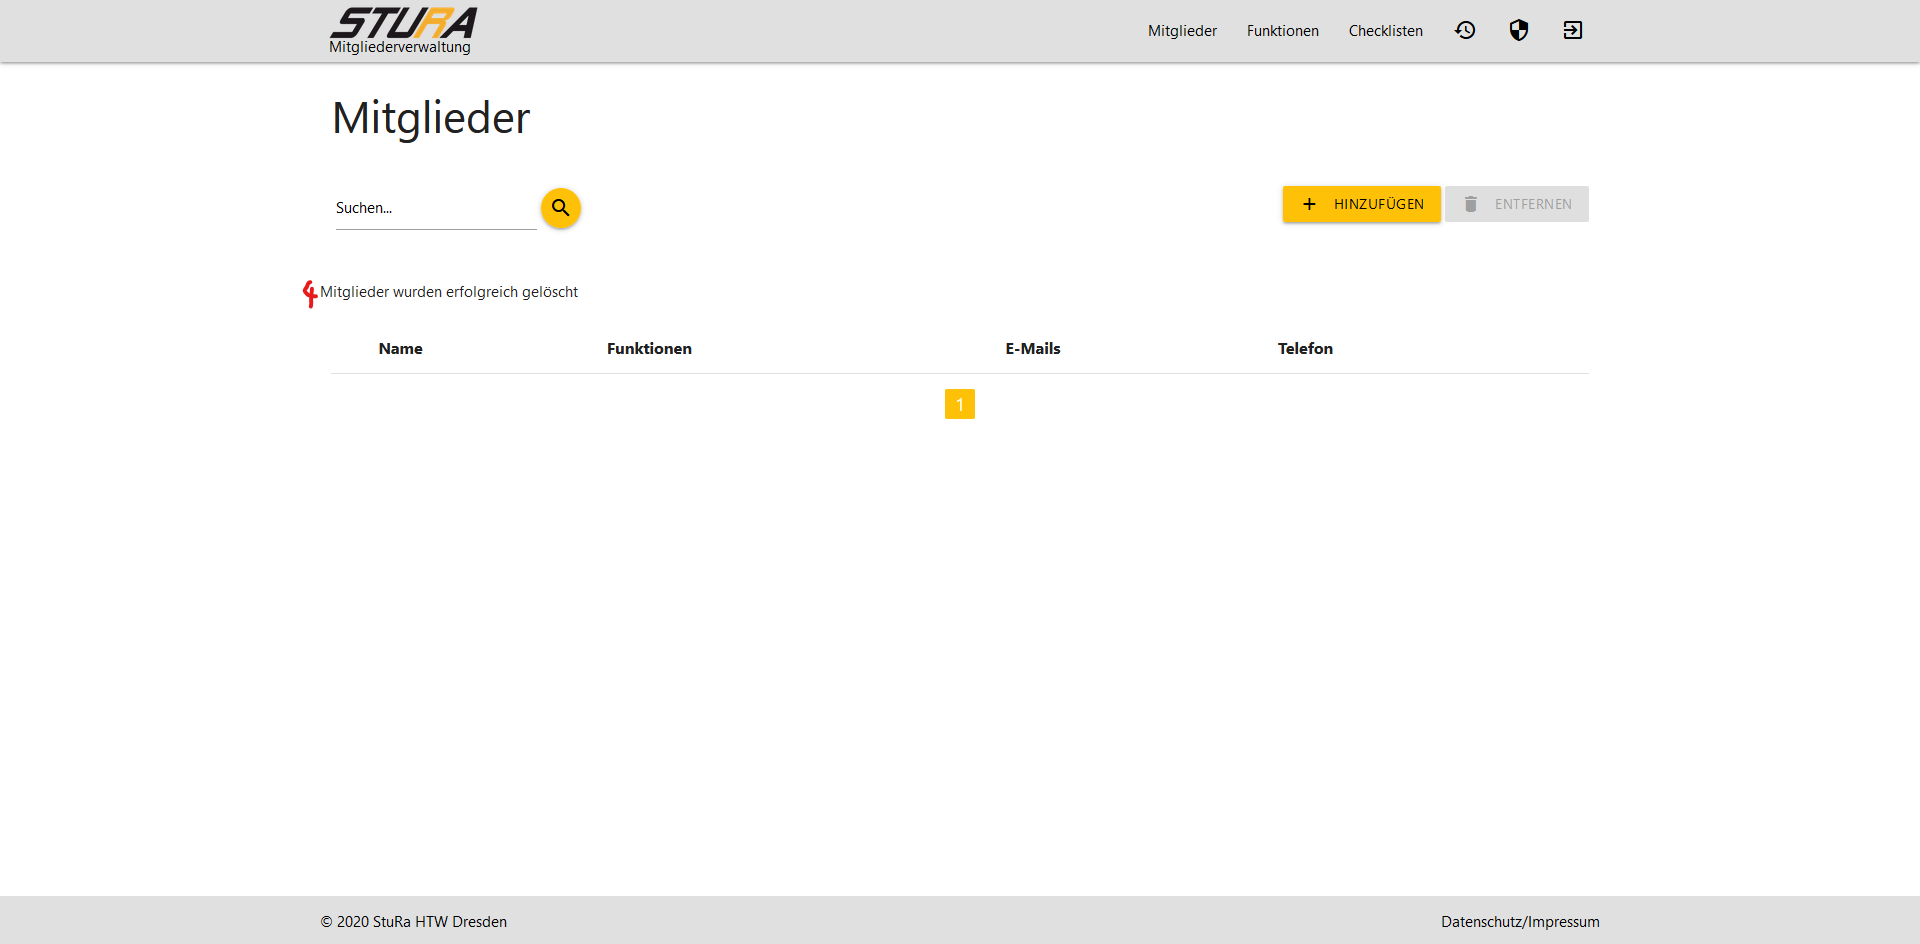 STURA
Mitgliederverwaltung
Mitglieder
Funktionen
Checklisten
Mitglieder
Suchen...
HINZUFÜGEN
ENTFERNEN
4 Mitglieder wurden erfolgreich gelöscht
Name
Funktionen
E-Mails
Telefon
1
© 2020 StuRa HTW Dresden
Datenschutz/Impressum